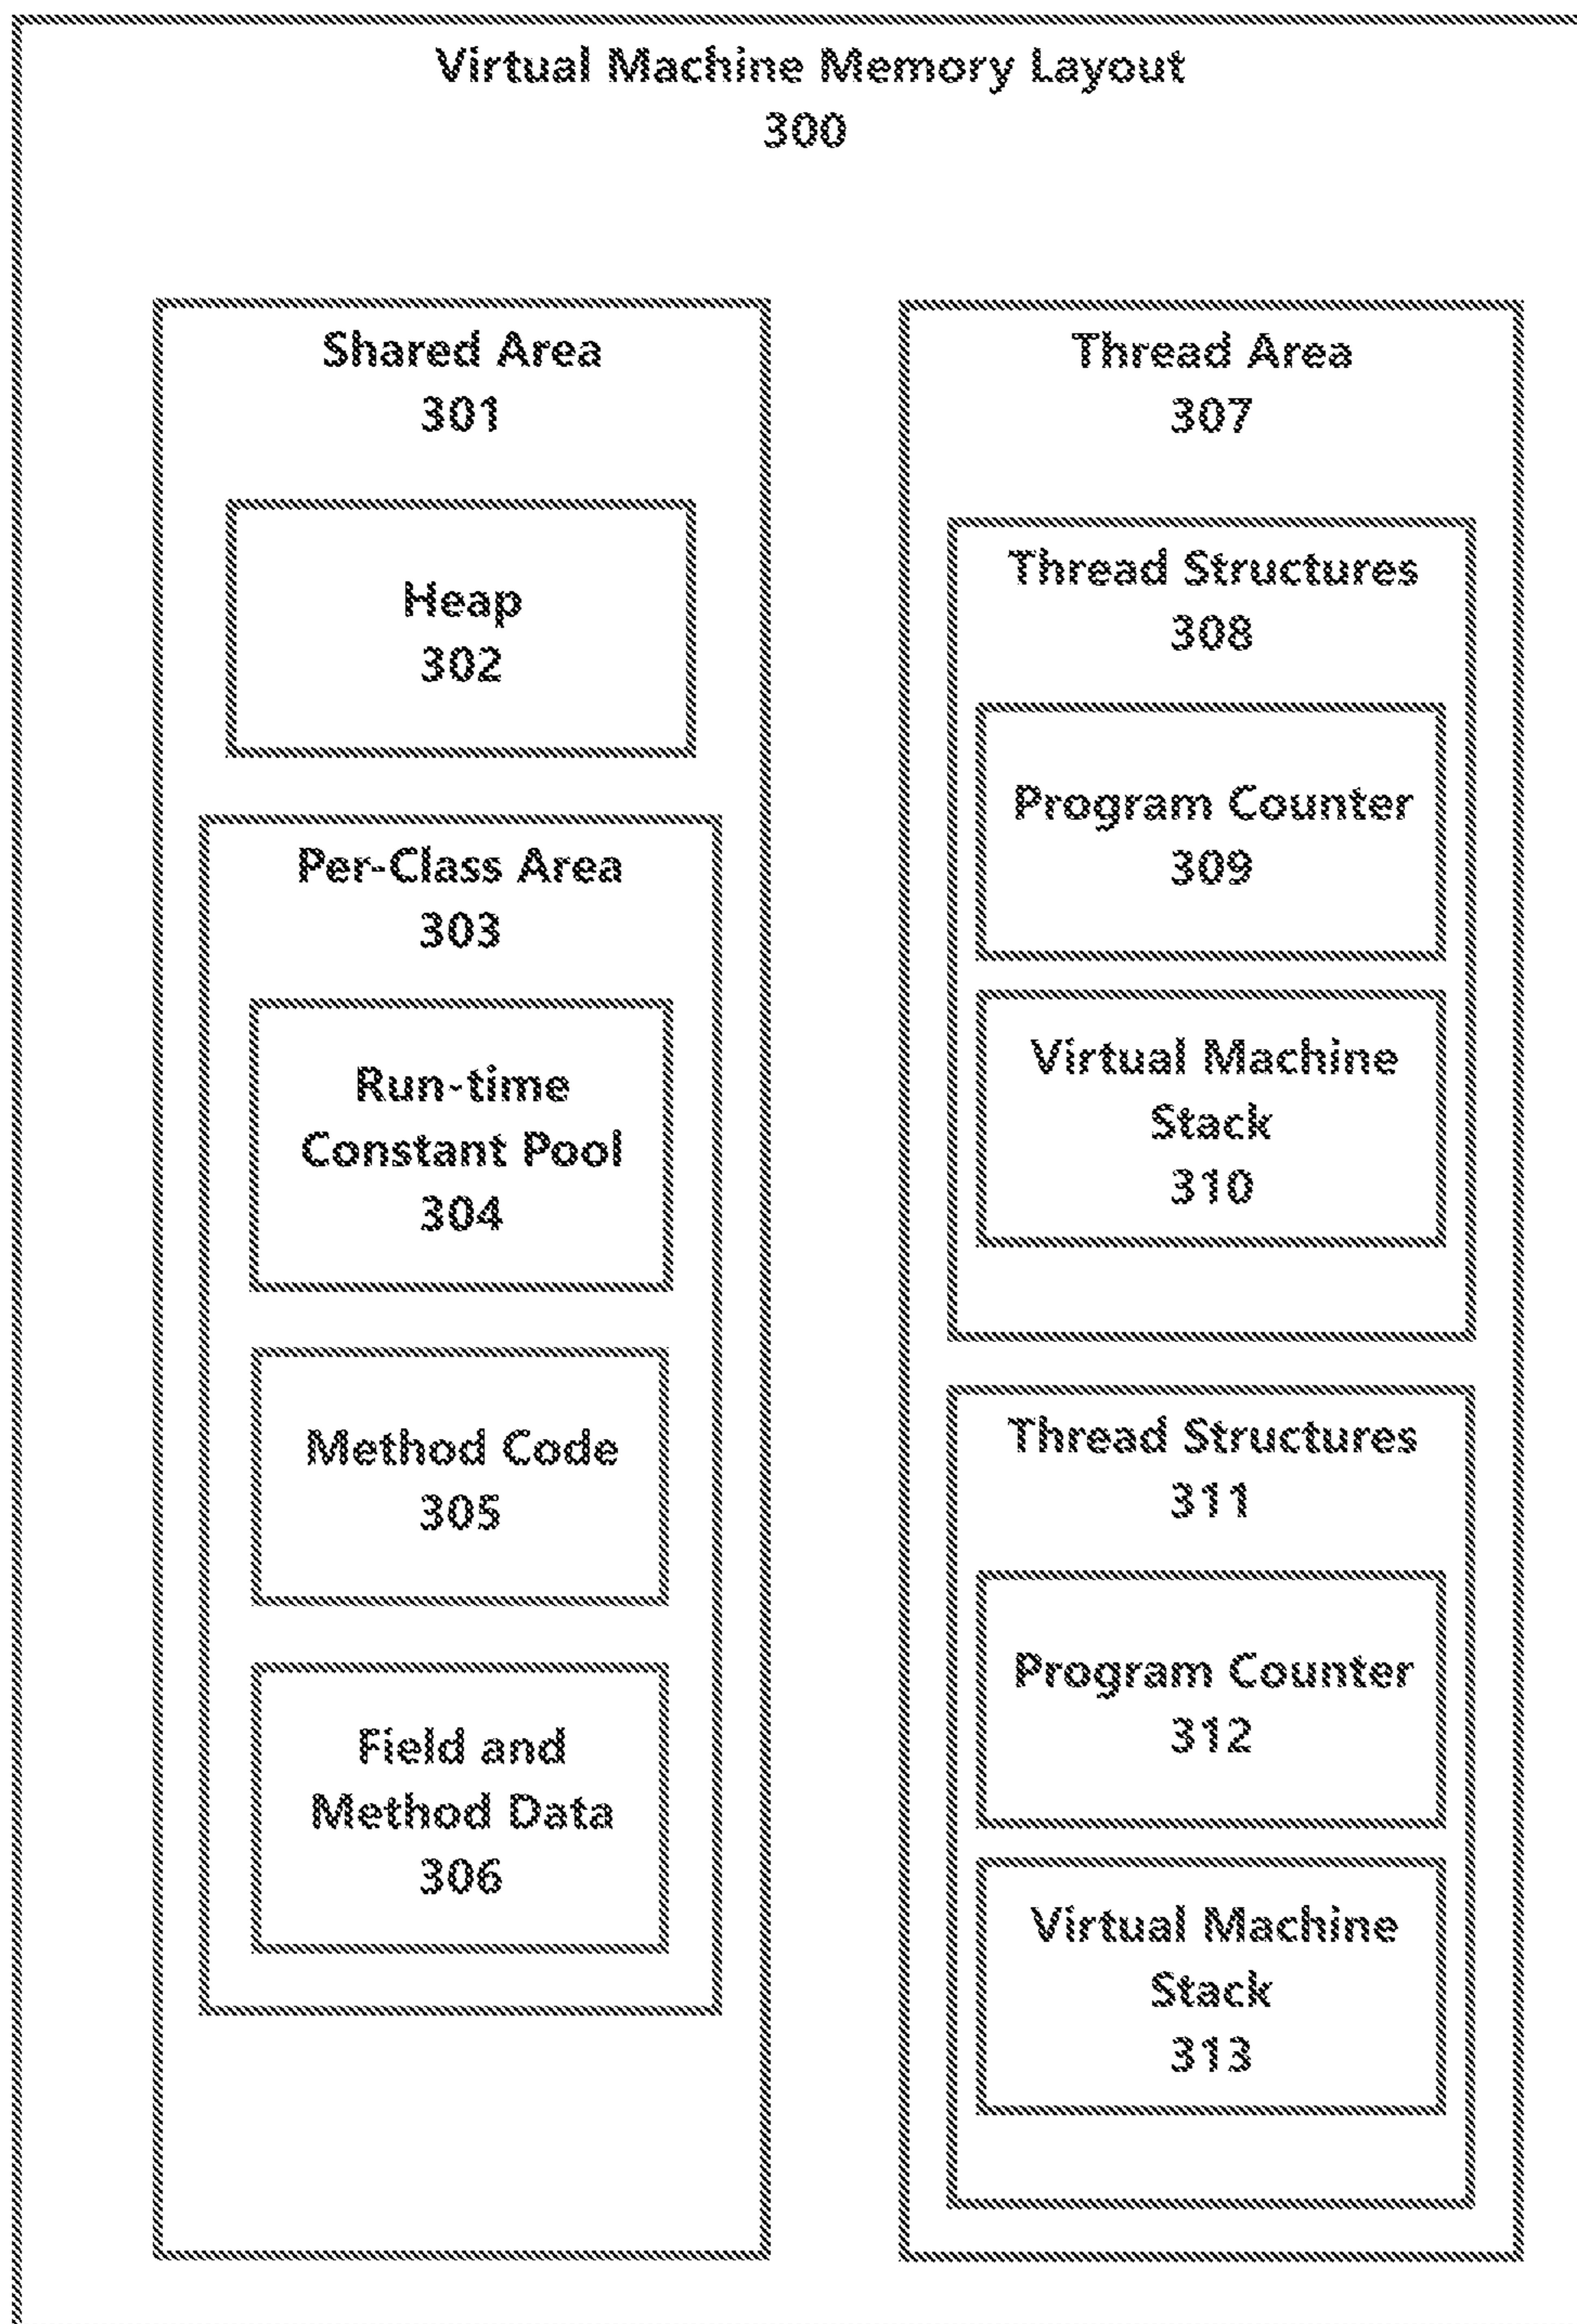 Virtual Machine Memory Layout
300
Shared Area
301
Heap
302
Per-Class Area
303
Run-time
Constant Pool
304
Method Code
305
Field and
Method Data
306
Thread Area
307
Thread Structures
308
Program Counter
309
Virtual Machine
Stack
310
Thread Structures
311
Program Counter
312
Virtual Machine
Stack
313